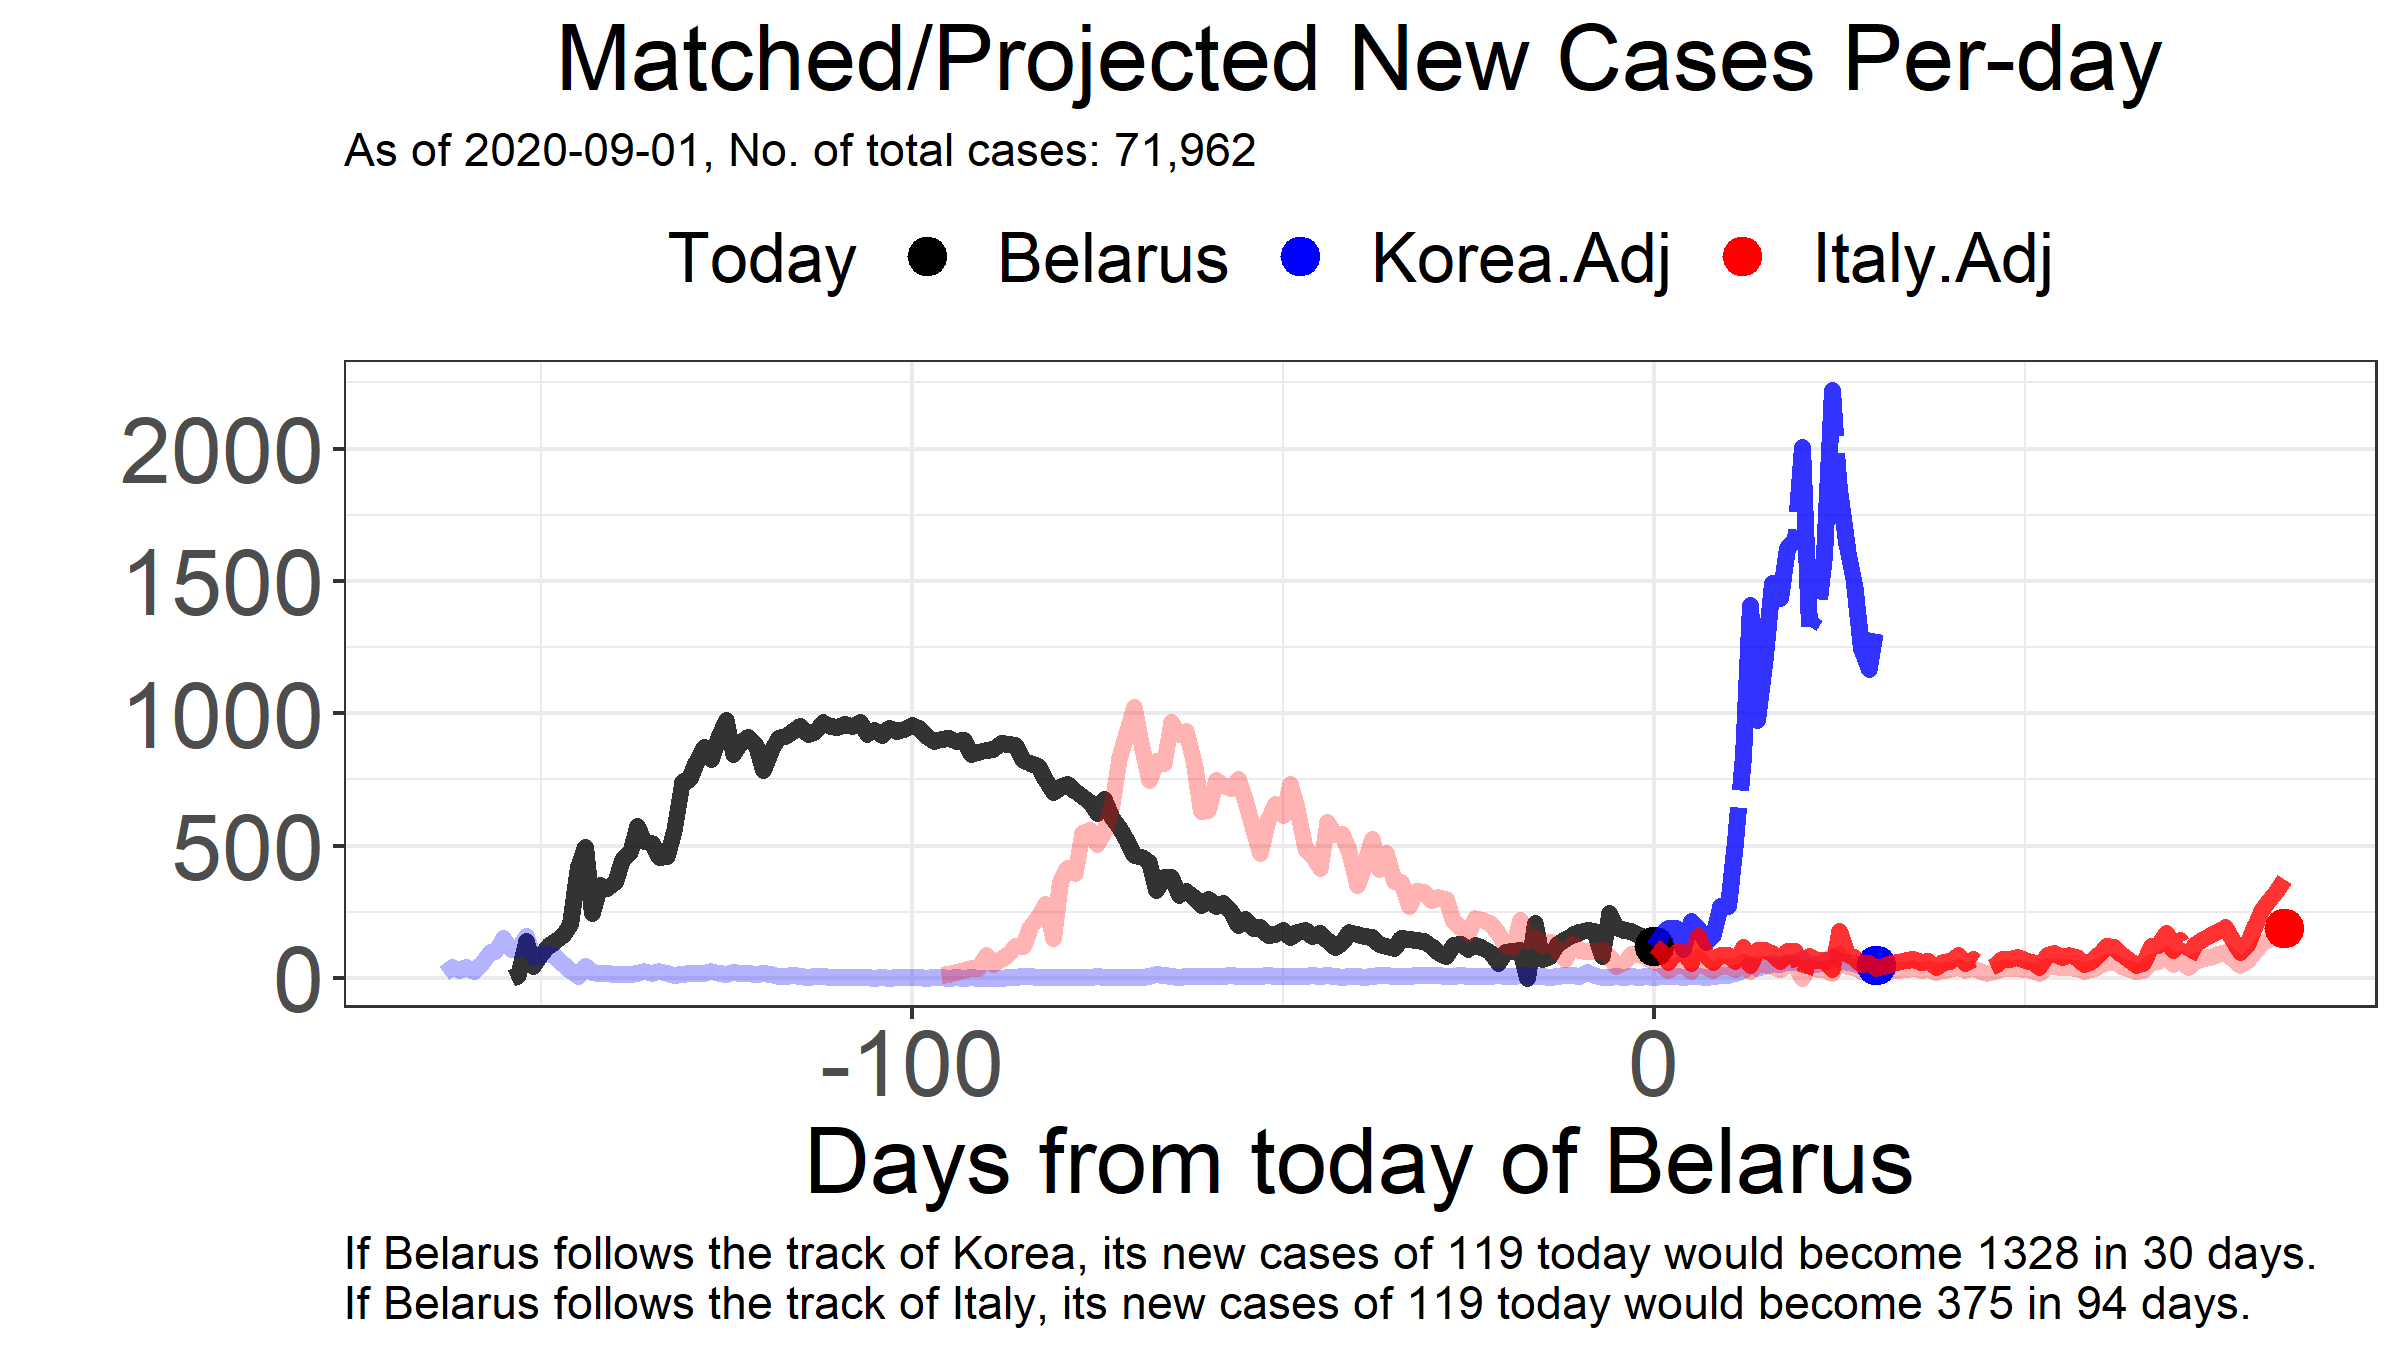 Matched/Projected New Cases Per-day
As of 2020-09-01, No. of total cases: 71,962
Today Belarus Korea.Adj Italy.Adj
2000
1500
1000
500
0
-100 0
Days from today of Belarus
If Belarus follows the track of Korea, its new cases of 119 today would become 1328 in 30 days.
If Belarus follows the track of Italy, its new cases of 119 today would become 375 in 94 days.